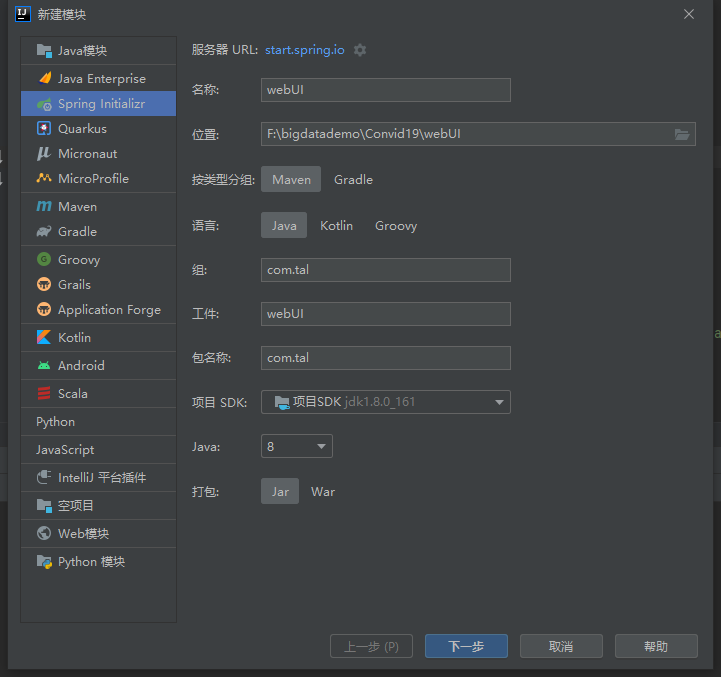 新建模块
Java模块
Java Enterprise
Spring Initializr
Quarkus
Micronaut
MicroProfile
Maven
Gradle
Groovy
Grails
Application Forge
Kotlin
Android
Scala
Python
JavaScript
IntelliJ 平台插件
空项目
Web模块
Python 模块
服务器 URL: start.spring.io
名称: webUI
位置: F:\bigdatademo\Convid19\webUI
按类型分组: Maven Gradle
语言: Java Kotlin Groovy
组: com.tal
工件: webUI
包名称: com.tal
项目 SDK: 项目SDK jdk1.8.0_161
Java: 8
打包: Jar War
上一步 (P) 下一步 取消 帮助